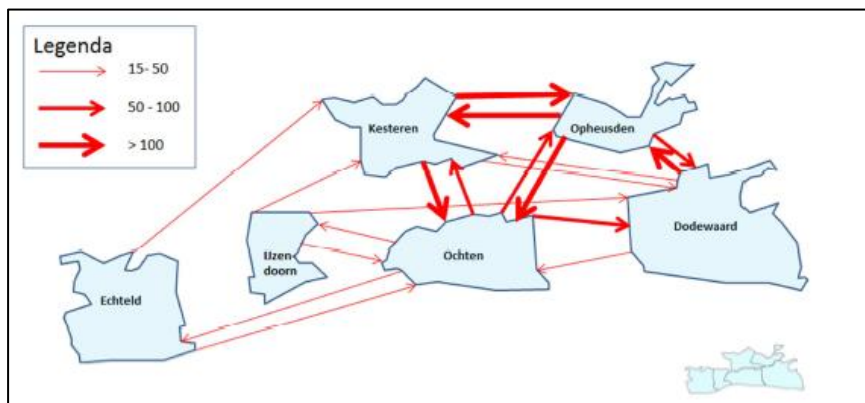 Legenda
15- 50
50 - 100
> 100
Kesteren
Opheusden
Dodewaard
IJzen
doorn
Ochten
Echteld